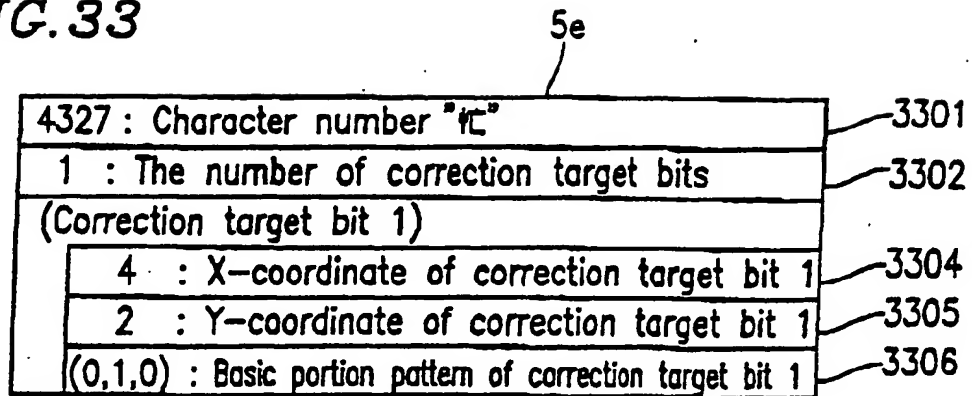 IG.33
5e
4327 : Character number "忙" 3301
1 : The number of correction target bits 3302
(Correction target bit 1)
4 : X-coordinate of correction target bit 1 3304
2 : Y-coordinate of correction target bit 1 3305
(0,1,0) : Basic portion pattern of correction target bit 1 3306